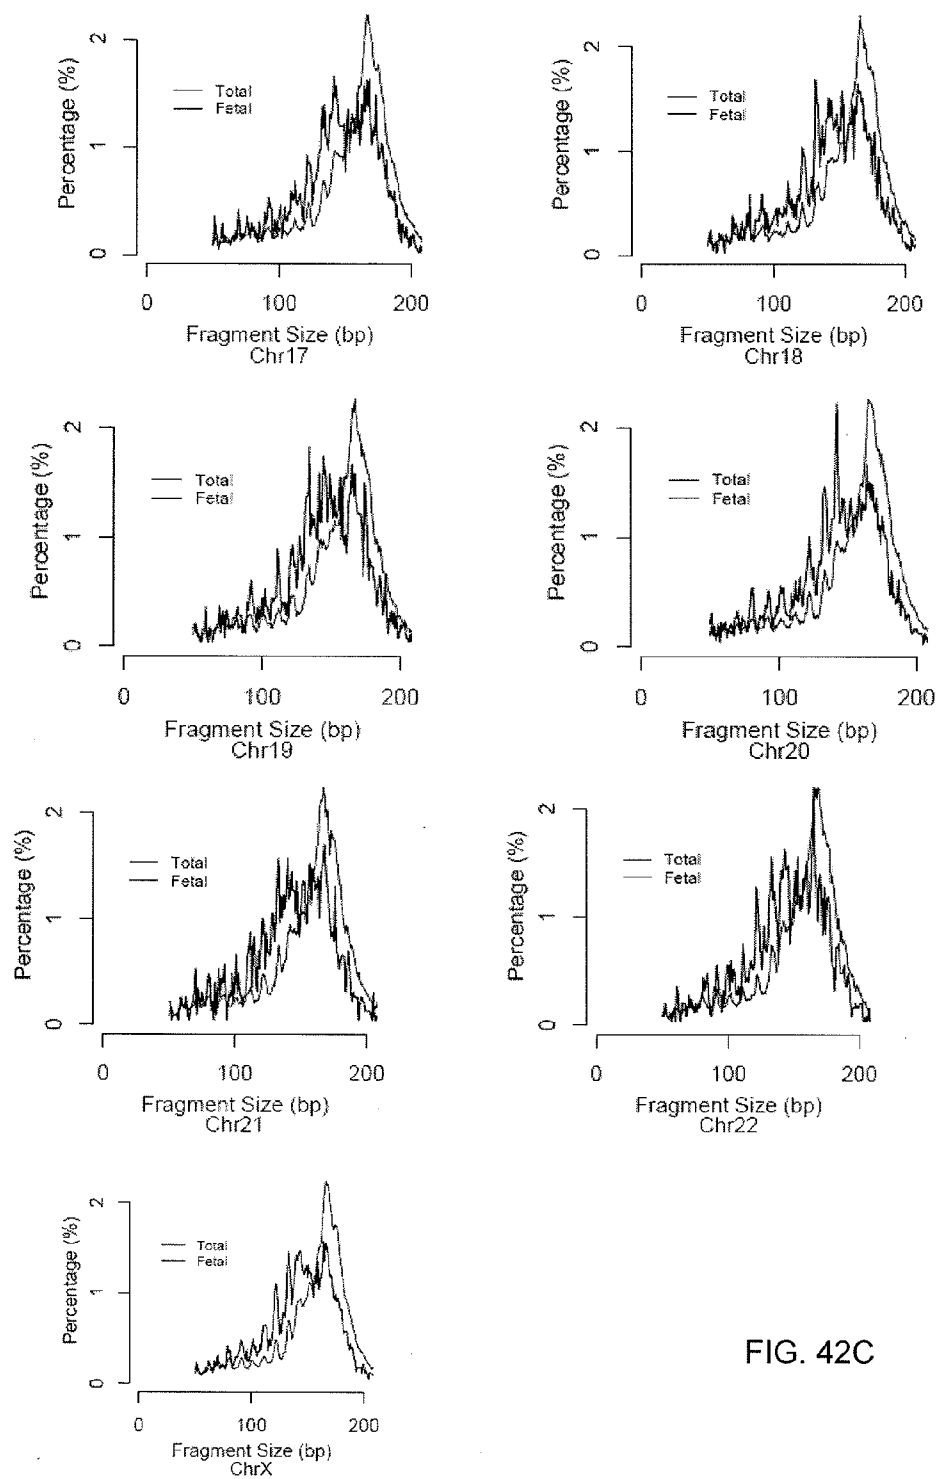 Percentage (%)
2
1
0
Total
Fetal
0 100 200
Fragment Size (bp)
Chr17
Percentage (%)
2
1
0
Total
Fetal
0 100 200
Fragment Size (bp)
Chr18
Percentage (%)
2
1
0
Total
Fetal
0 100 200
Fragment Size (bp)
Chr19
Percentage (%)
2
1
0
Total
Fetal
0 100 200
Fragment Size (bp)
Chr20
Percentage (%)
2
1
0
Total
Fetal
0 100 200
Fragment Size (bp)
Chr21
Percentage (%)
2
1
0
Total
Fetal
0 100 200
Fragment Size (bp)
Chr22
Percentage (%)
2
1
0
Total
Fetal
0 100 200
Fragment Size (bp)
ChrX
FIG. 42C